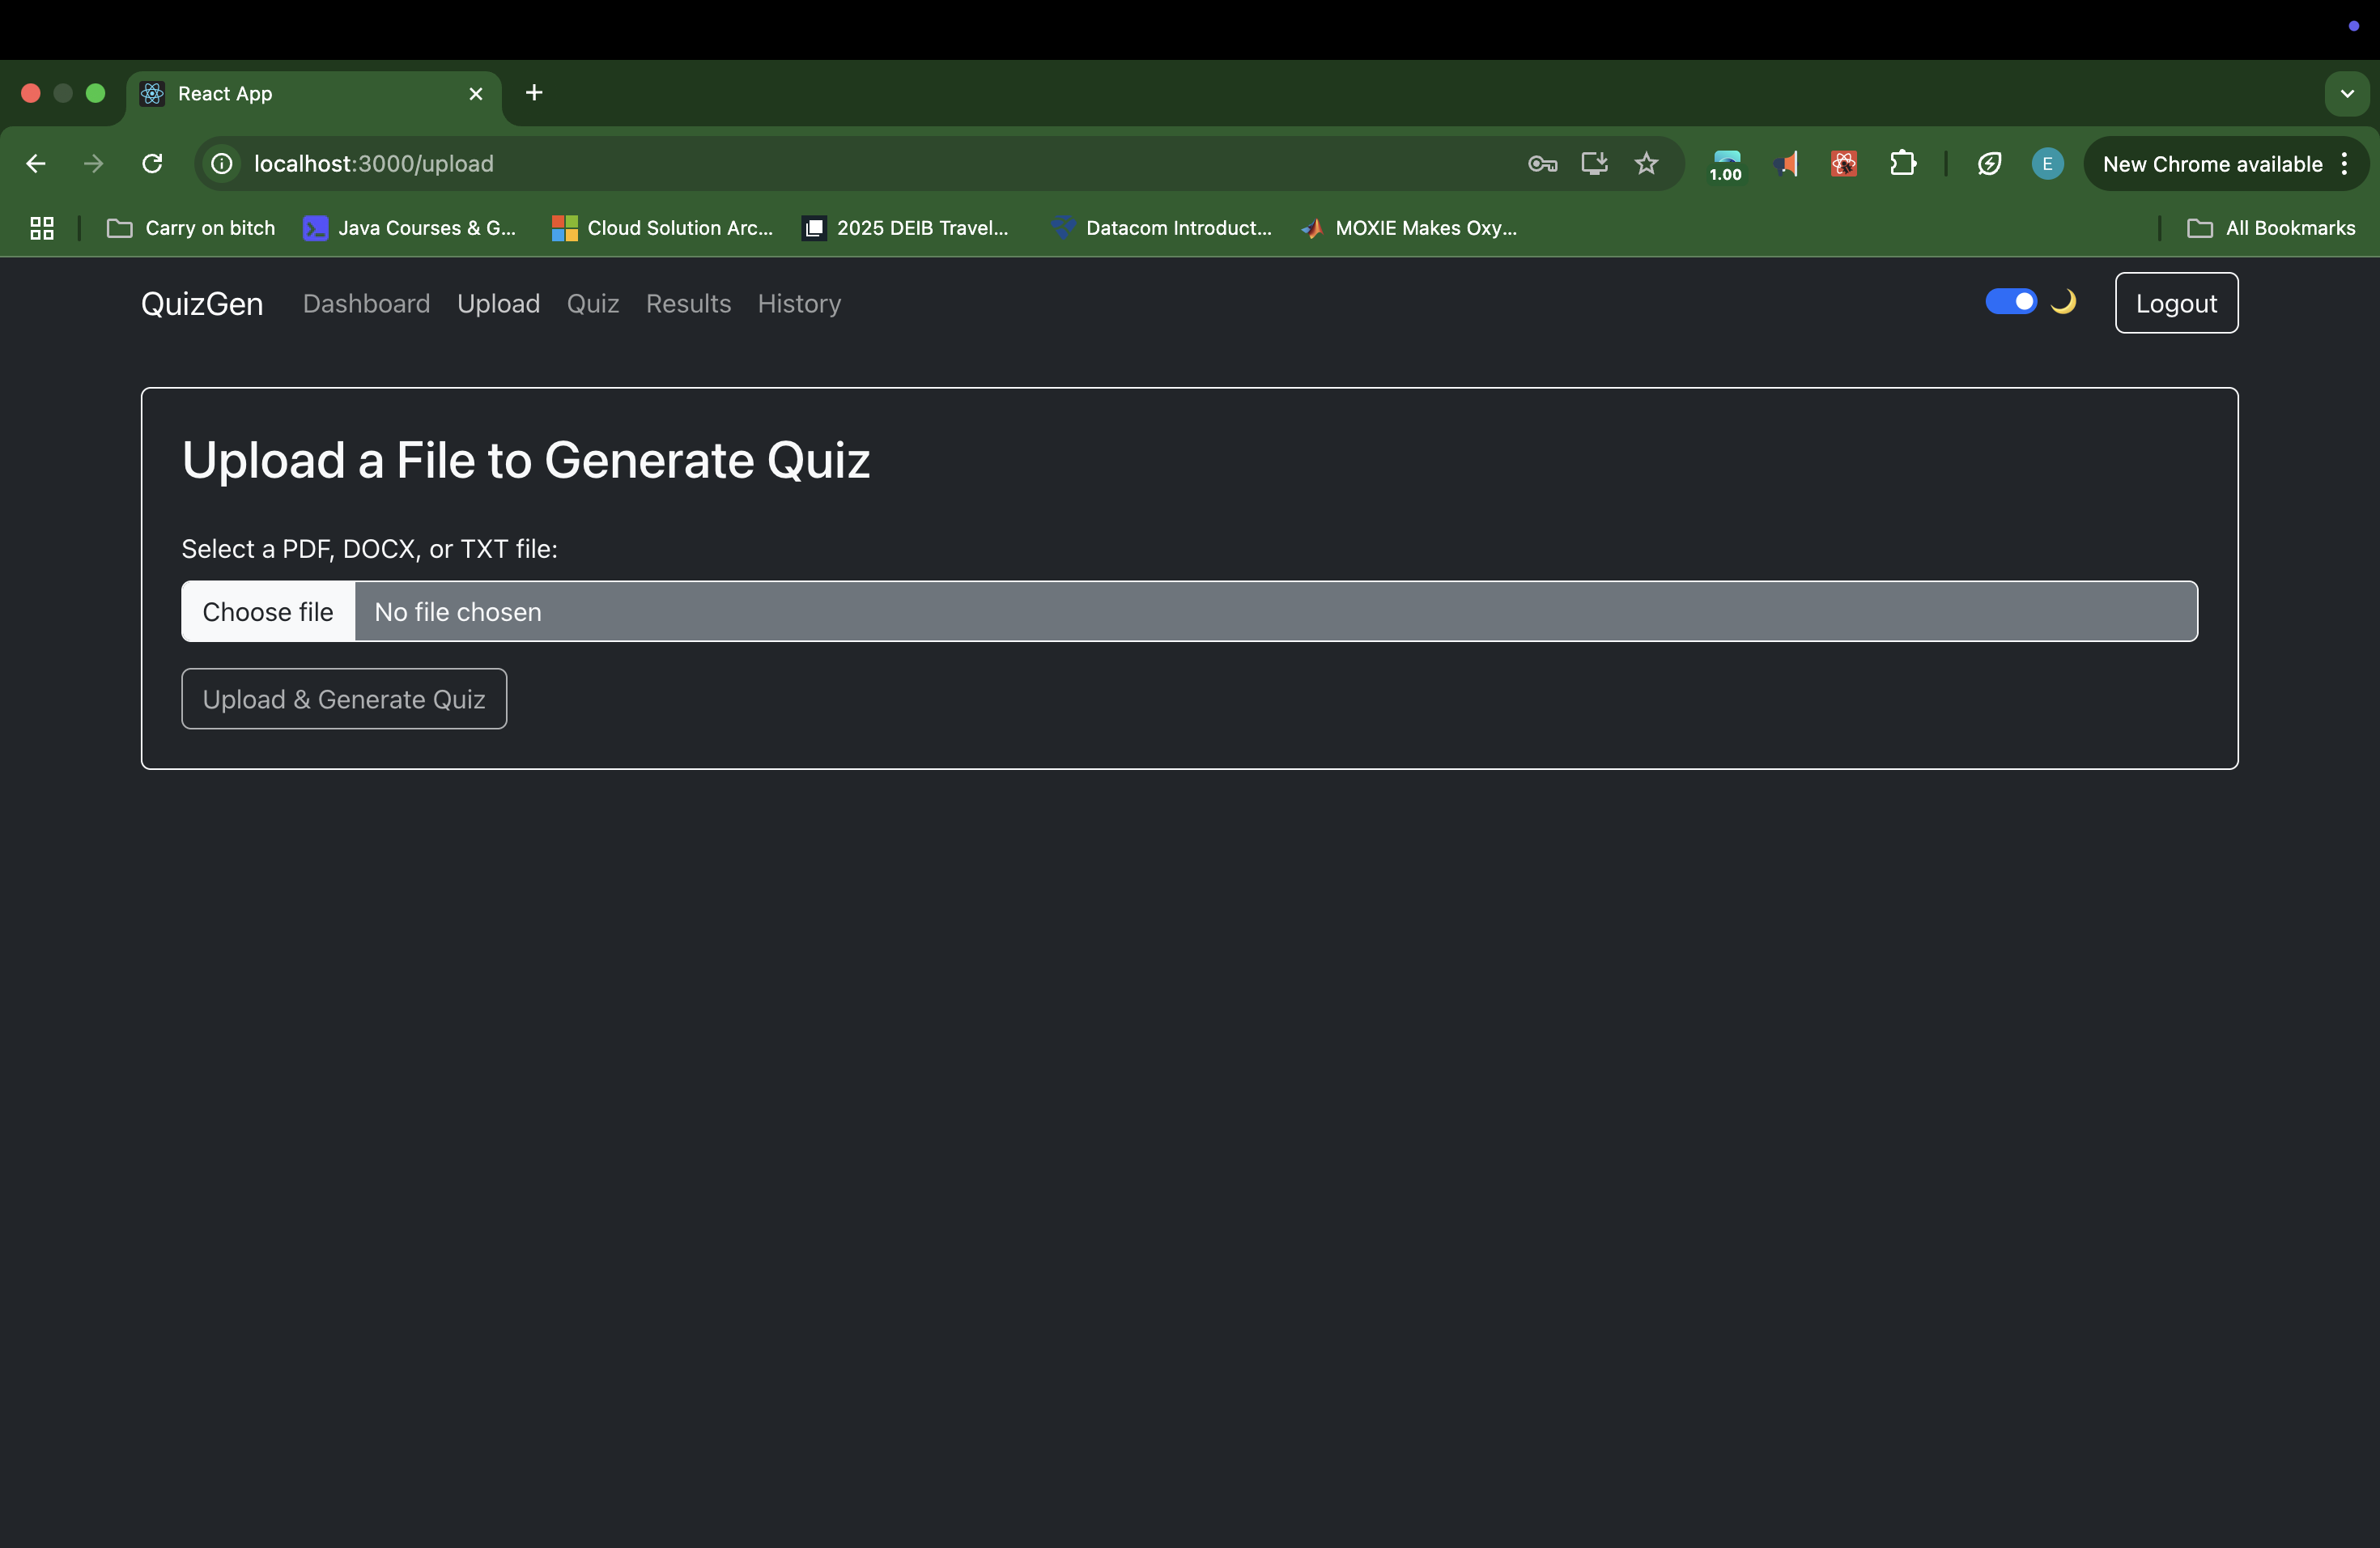 React App
localhost:3000/upload
1.00
E
New Chrome available
Carry on bitch
Java Courses & G...
Cloud Solution Arc...
2025 DEIB Travel...
Datacom Introduct...
MOXIE Makes Oxy...
All Bookmarks
QuizGen Dashboard Upload Quiz Results History Logout
Upload a File to Generate Quiz
Select a PDF, DOCX, or TXT file:
Choose file No file chosen
Upload & Generate Quiz